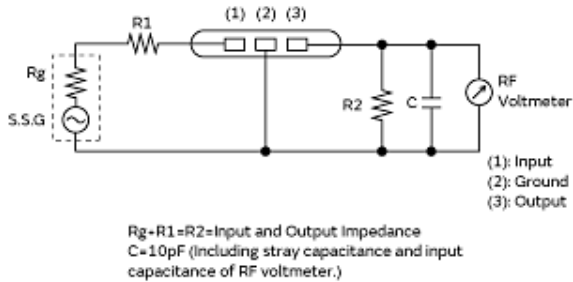 R1
(1) (2) (3)
Rg
S.S.G
R2
C
RF
Voltmeter
(1): Input
(2): Ground
(3): Output
Rg+R1=R2=Input and Output Impedance
C=10pF (Including stray capacitance and input
capacitance of RF voltmeter.)